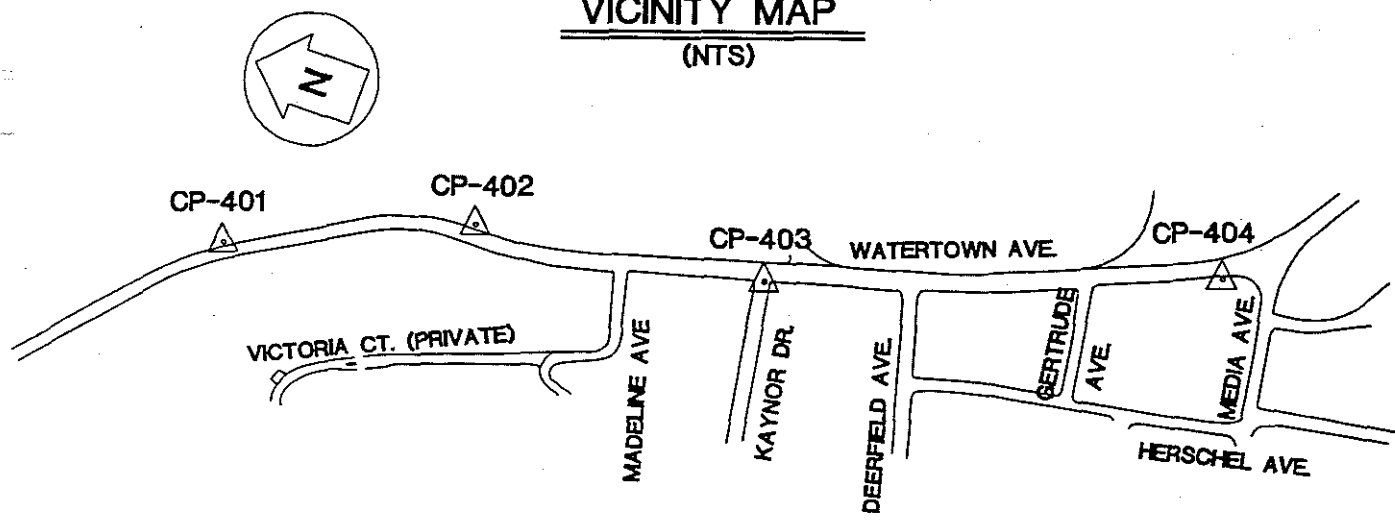 VICINITY MAP
(NTS)
N
CP-401
CP-402
CP-403
WATERTOWN AVE.
CP-404
VICTORIA CT. (PRIVATE)
MADELINE AVE
KAYNOR DR.
DEERFIELD AVE.
GERTRUDE
AVE.
MEDIA AVE.
HERSCHEL AVE.